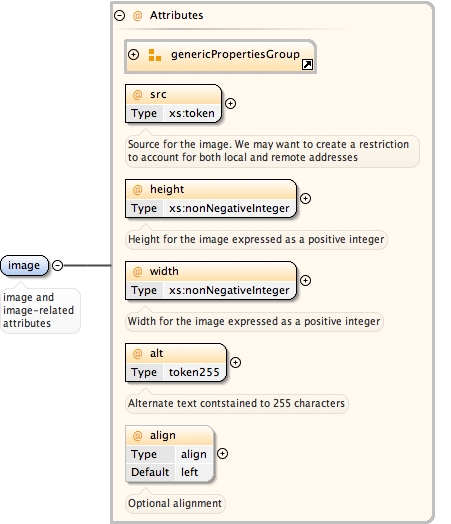 @ Attributes
genericPropertiesGroup
@ src
Type xs:token
Source for the image. We may want to create a restriction
to account for both local and remote addresses
@ height
Type xs:nonNegativeInteger
Height for the image expressed as a positive integer
image
image and
image-related
attributes
@ width
Type xs:nonNegativeInteger
Width for the image expressed as a positive integer
@ alt
Type token255
Alternate text contstained to 255 characters
@ align
Type align
Default left
Optional alignment